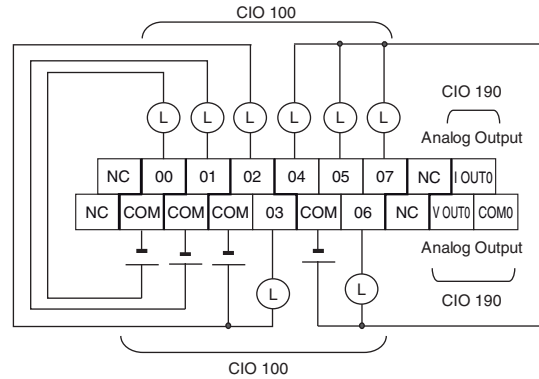 CIO 100
CIO 190
Analog Output
L L L L L L
NC 00 01 02 04 05 07 NC I OUT0
NC COM COM COM 03 COM 06 NC V OUT0 COM0
L L
Analog Output
CIO 190
CIO 100